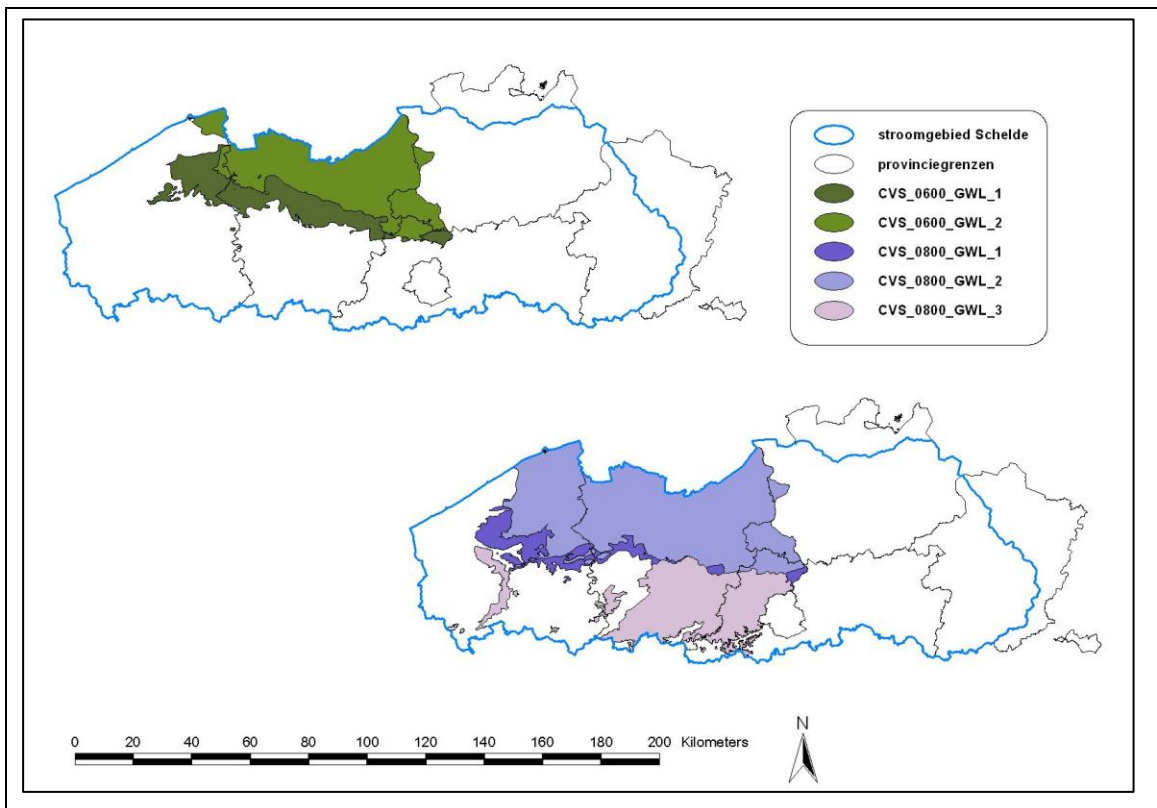 stroomgebied Schelde
provinciegrenzen
CVS_0600_GWL_1
CVS_0600_GWL_2
CVS_0800_GWL_1
CVS_0800_GWL_2
CVS_0800_GWL_3
0 20 40 60 80 100 120 140 160 180 200 Kilometers
N